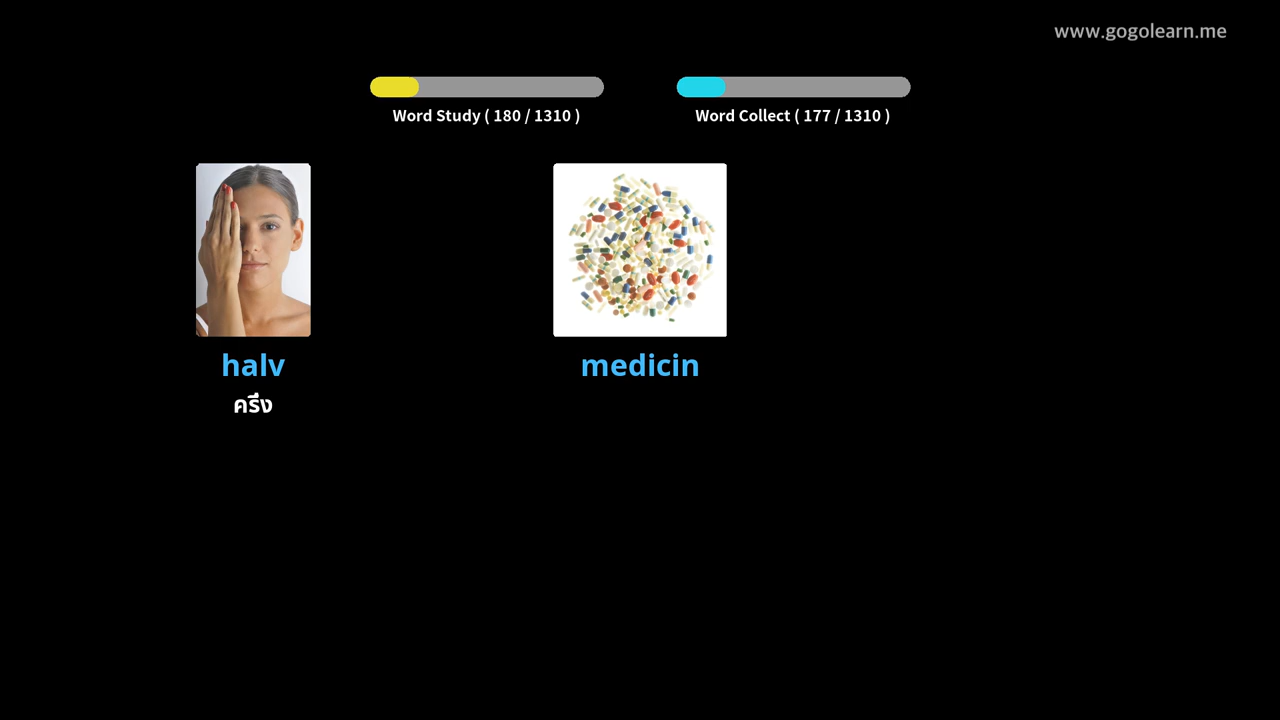 www.gogolearn.me
Word Study ( 180 / 1310 )
Word Collect ( 177 / 1310 )
halv
medicin
ครึ่ง